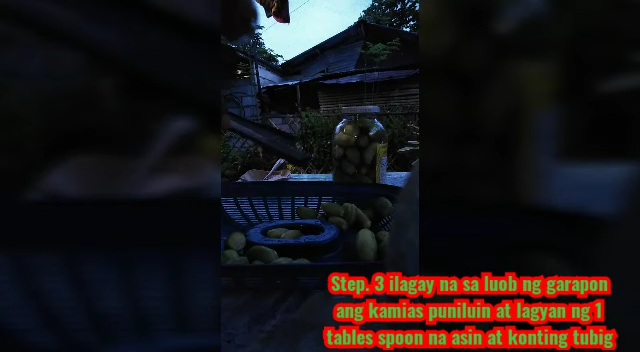 Step. 3 ilagay na sa luob ng garapon
ang kamias puniluin at lagyan ng 1
tables spoon na asin at konting tubig